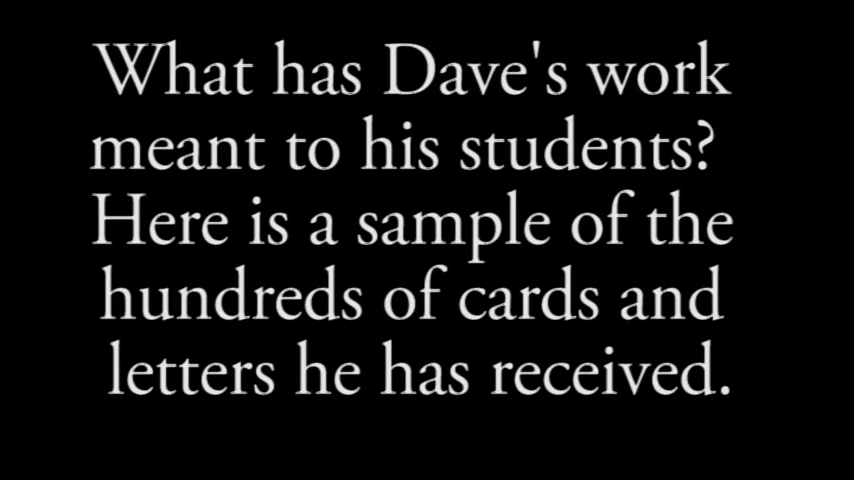 What has Dave's work
meant to his students?
Here is a sample of the
hundreds of cards and
letters he has received.